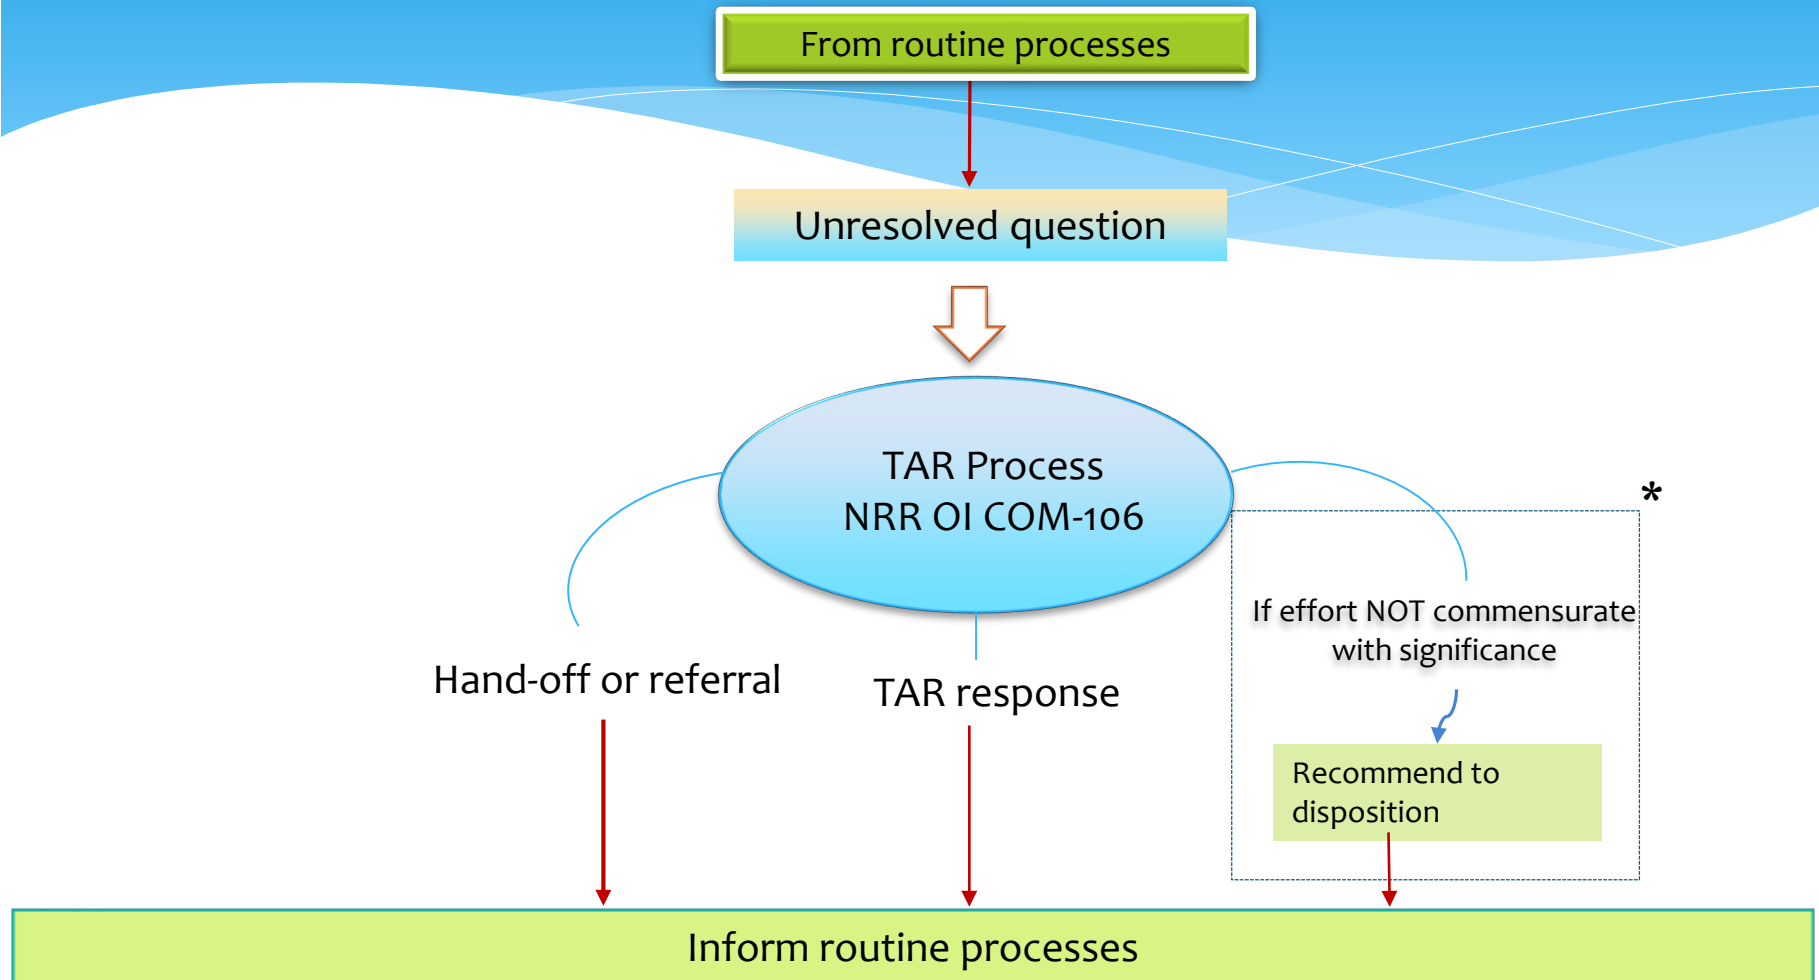 From routine processes
Unresolved question
TAR Process
NRR OI COM-106
*
If effort NOT commensurate
with significance
Hand-off or referral
TAR response
Recommend to
disposition
Inform routine processes